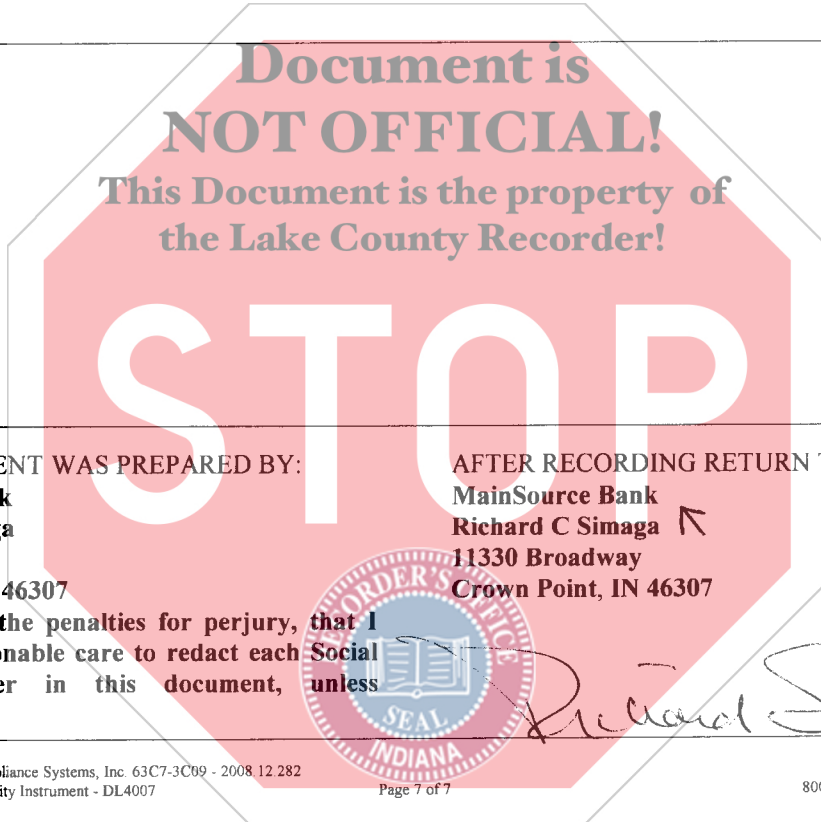 Document is
NOT OFFICIAL!
This Document is the property of
the Lake County Recorder!
STOP
ENT WAS PREPARED BY:
k
a
46307
the penalties for perjury, that I
onable care to redact each Social
er in this document, unless
AFTER RECORDING RETURN
MainSource Bank
Richard C Simaga
11330 Broadway
Crown Point, IN 46307
RECORDER'S OFFICE
SEAL
INDIANA
Richard S
pliance Systems, Inc. 63C7-3C09 - 2008.12.282
ity Instrument - DL4007
Page 7 of 7
800